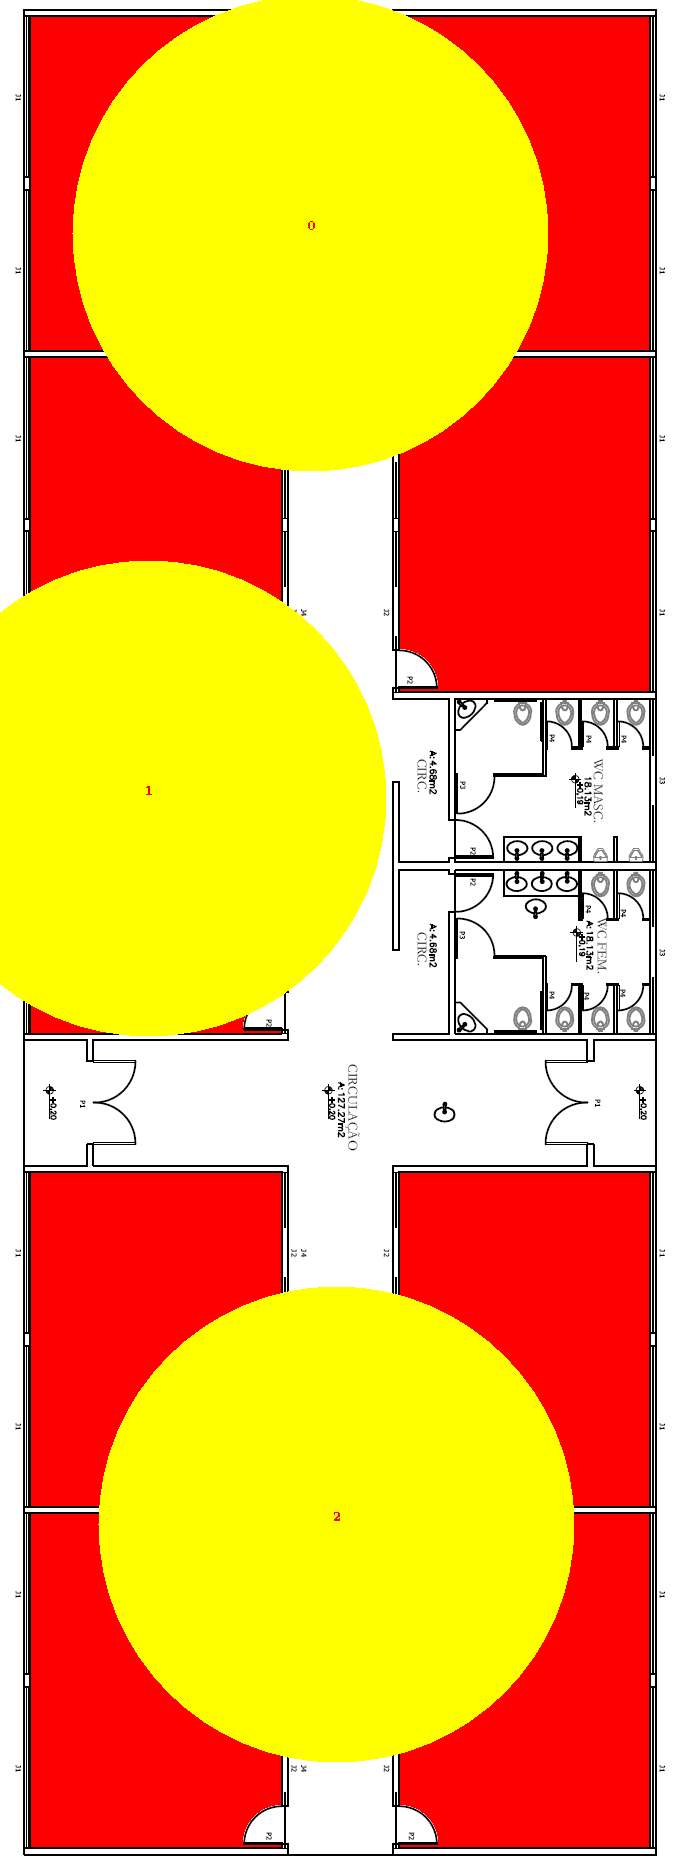 J1
J1
0
J1
J1
J1
J1
J4
J2
J1
P2
A: 4.68m2
CIRC.
P3
P2
P4
P4
P4
WC MASC.
18.13m2
+0,19
J3
1
P2
P3
A: 4.68m2
CIRC.
P4
P4
WC FEM.
A: 18.13m2
+0,19
P4
P4
P4
J3
P2
+0.20
P1
CIRCULAÇÃO
A: 127.27m2
+0.20
P1
+0.20
J1
J2
J4
J2
J1
J1
J1
2
J1
J1
J1
J2
J4
J2
J1
P2
P2